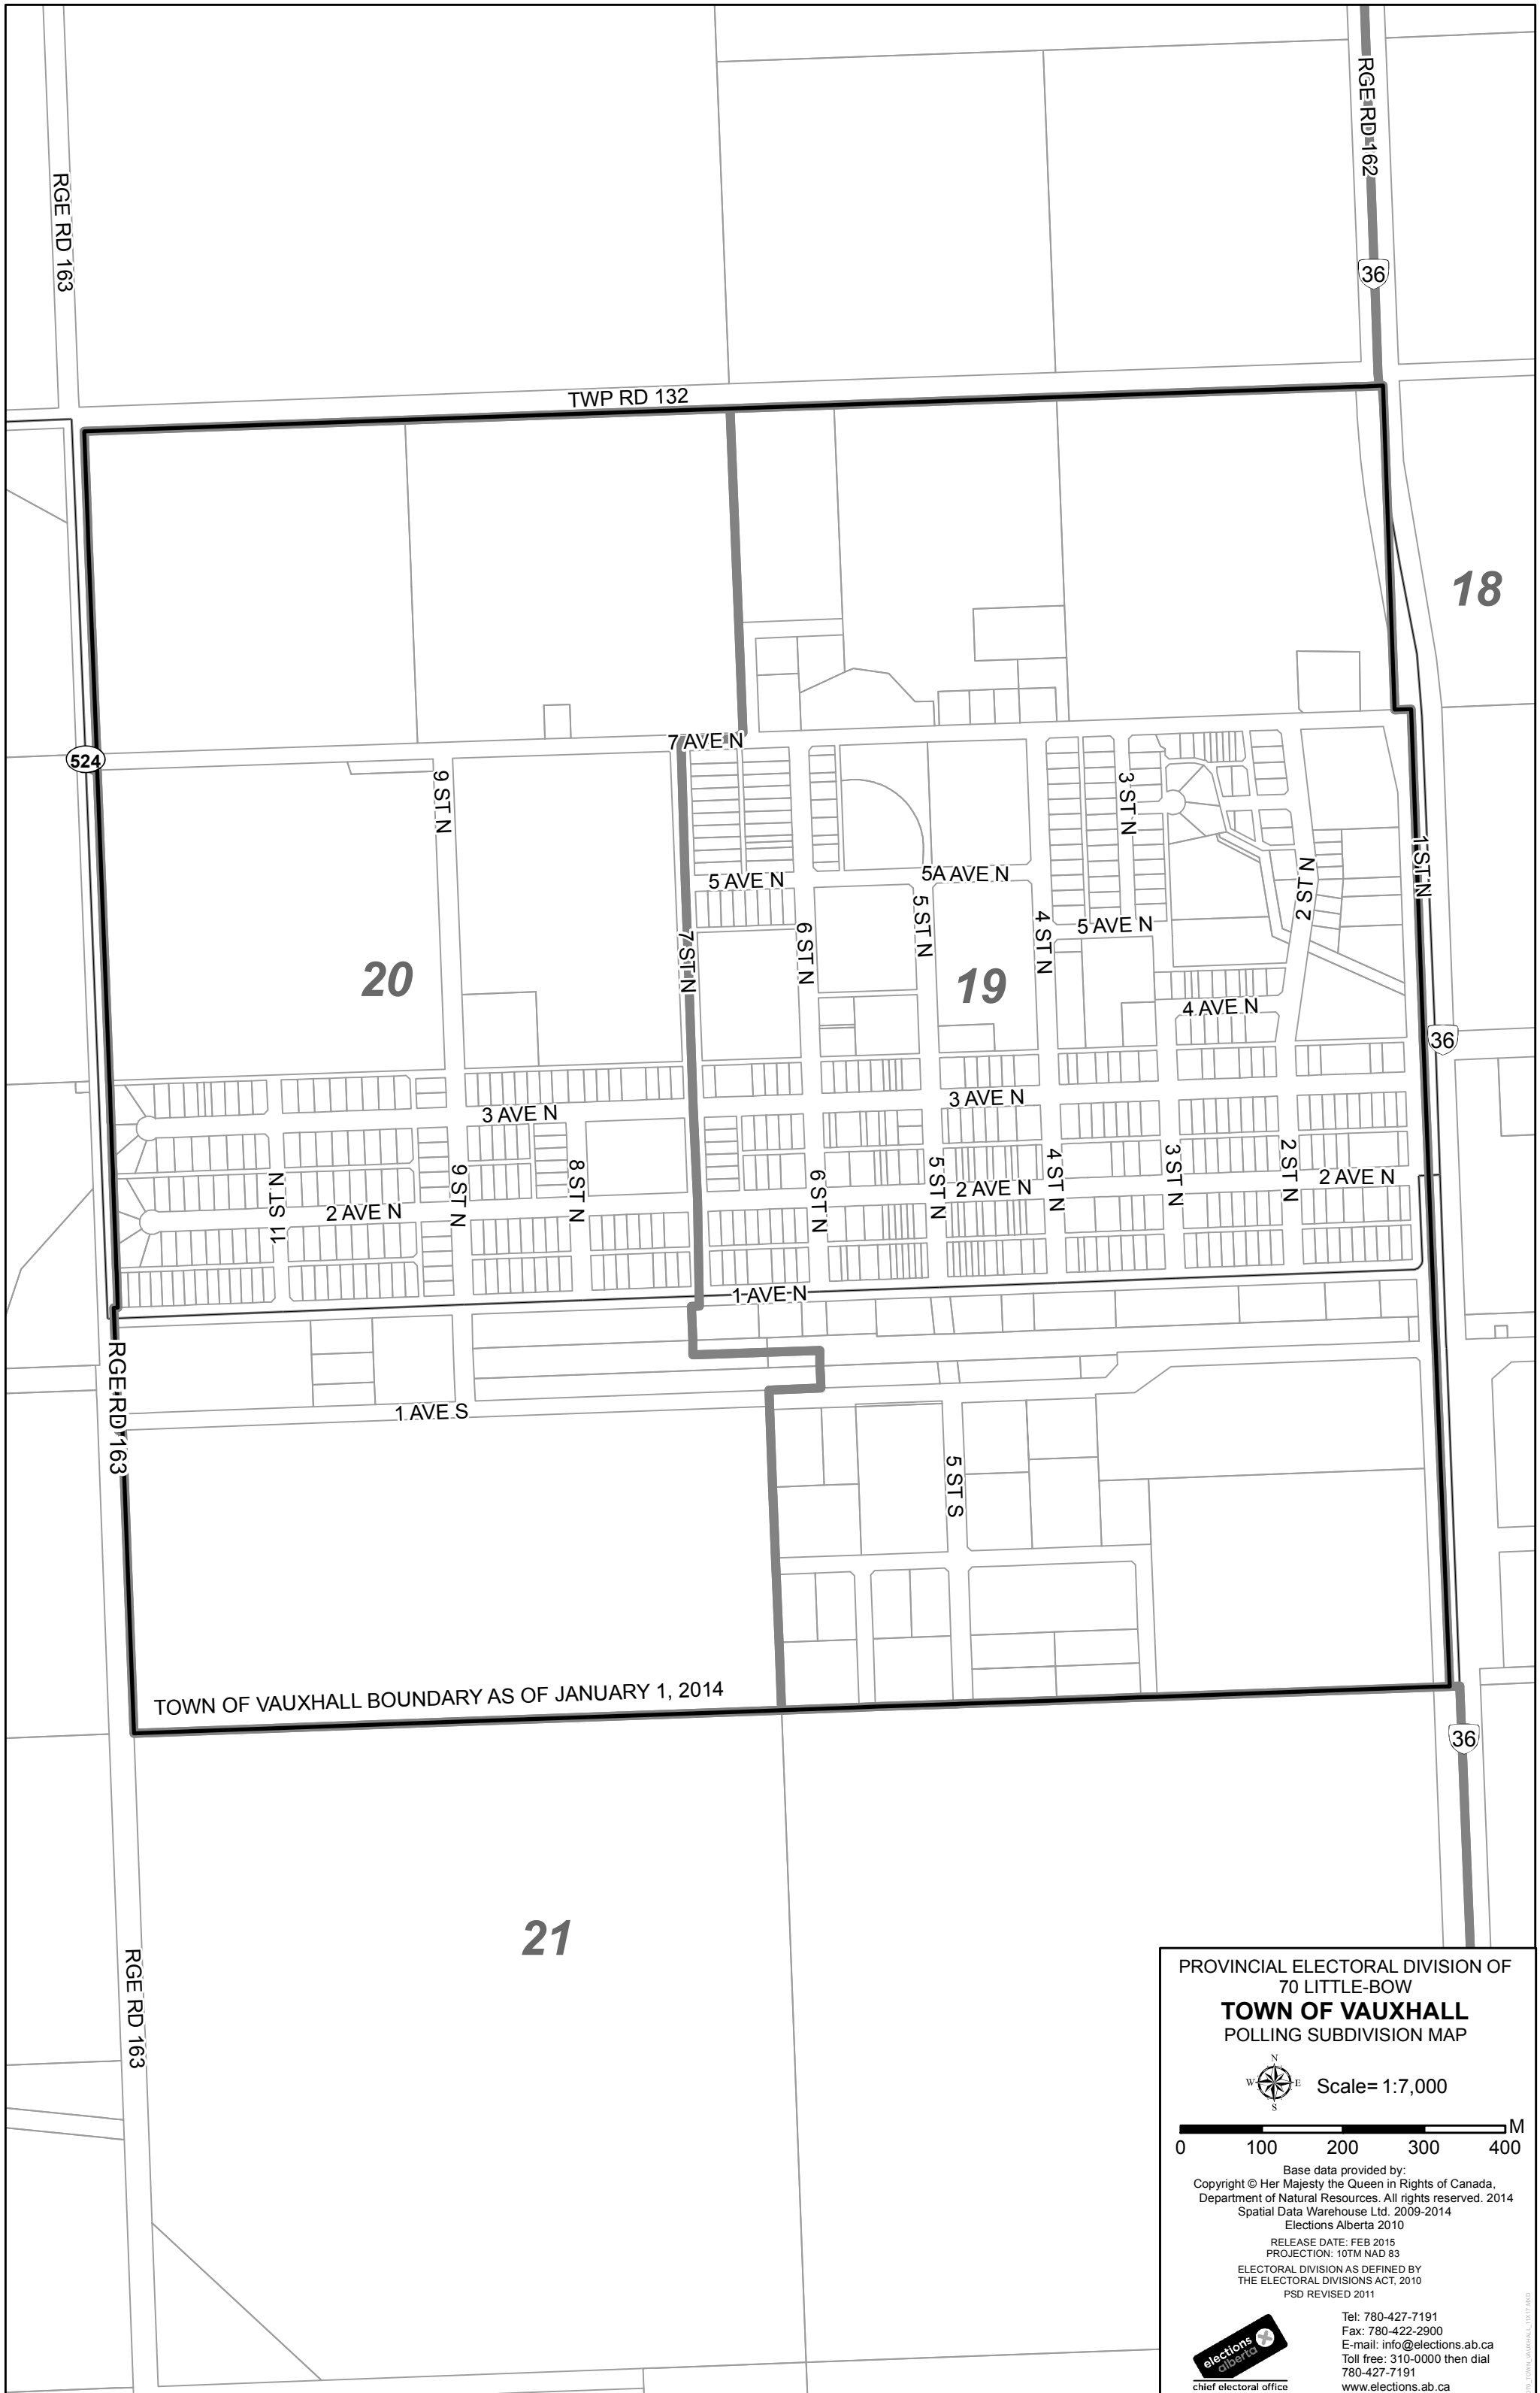 RGE RD 162
RGE RD 163
36
TWP RD 132
18
7 AVE N
524
9 ST N
3 ST N
1 ST N
5 AVE N
5A AVE N
2 ST N
5 ST N
4 ST N
5 AVE N
6 ST N
7 ST N
20
19
4 AVE N
36
3 AVE N
3 AVE N
11 ST N
9 ST N
8 ST N
6 ST N
5 ST N
4 ST N
3 ST N
2 ST N
2 AVE N
2 AVE N
2 AVE N
1 AVE N
RGE RD 163
1 AVE S
5 ST S
TOWN OF VAUXHALL BOUNDARY AS OF JANUARY 1, 2014
36
21
RGE RD 163
PROVINCIAL ELECTORAL DIVISION OF
70 LITTLE-BOW
TOWN OF VAUXHALL
POLLING SUBDIVISION MAP
N
W E
S
Scale= 1:7,000
M
0 100 200 300 400
Base data provided by:
Copyright © Her Majesty the Queen in Rights of Canada,
Department of Natural Resources. All rights reserved. 2014
Spatial Data Warehouse Ltd. 2009-2014
Elections Alberta 2010
RELEASE DATE: FEB 2015
PROJECTION: 10TM NAD 83
ELECTORAL DIVISION AS DEFINED BY
THE ELECTORAL DIVISIONS ACT, 2010
PSD REVISED 2011
elections
alberta
chief electoral office
Tel: 780-427-7191
Fax: 780-422-2900
E-mail: info@elections.ab.ca
Toll free: 310-0000 then dial
780-427-7191
www.elections.ab.ca